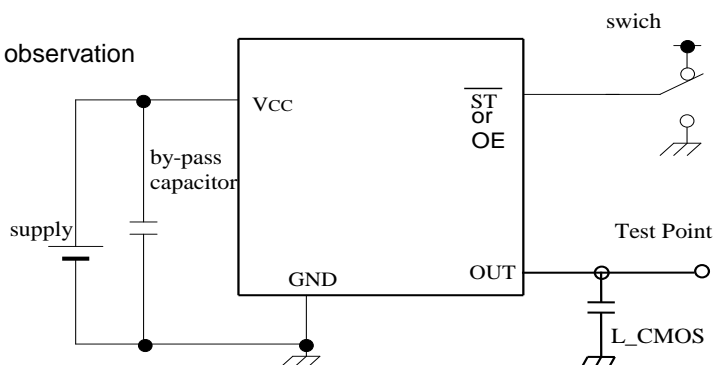 swich
observation
VCC
ST
or
OE
by-pass
capacitor
supply
Test Point
GND
OUT
L_CMOS